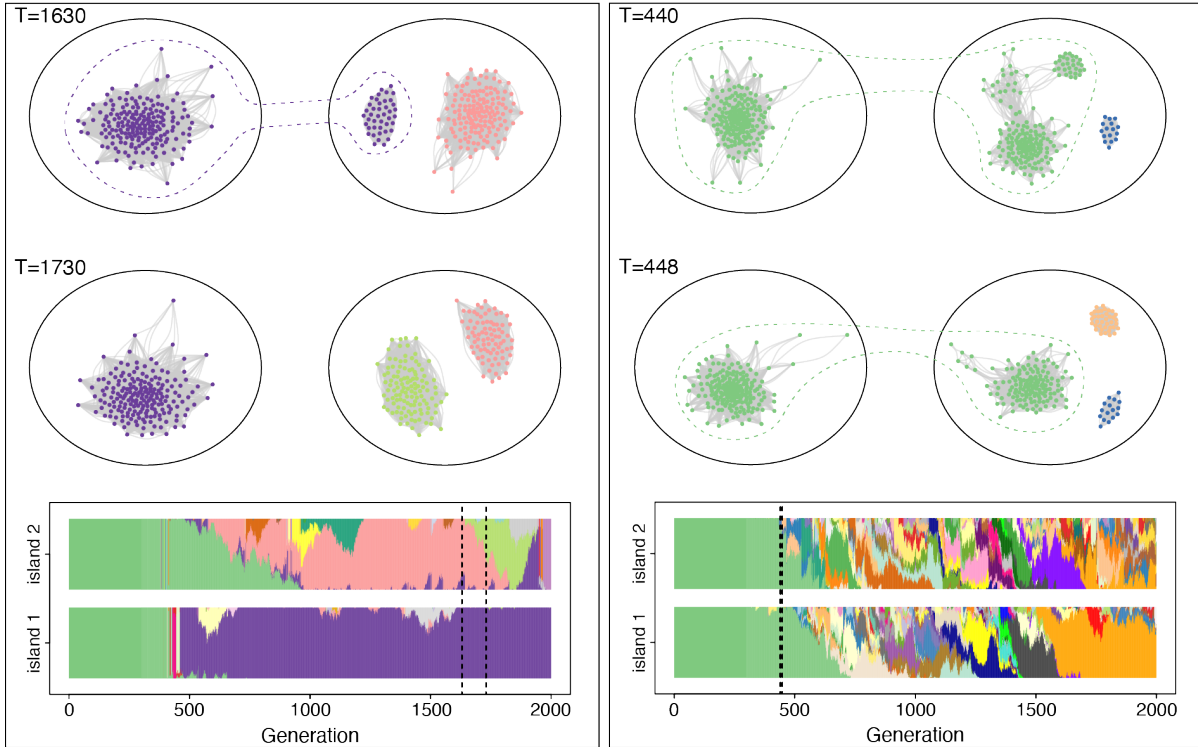 T=1630
T=1730
island 2
island 1
0 500 1000 1500 2000
Generation
T=440
T=448
island 2
island 1
0 500 1000 1500 2000
Generation